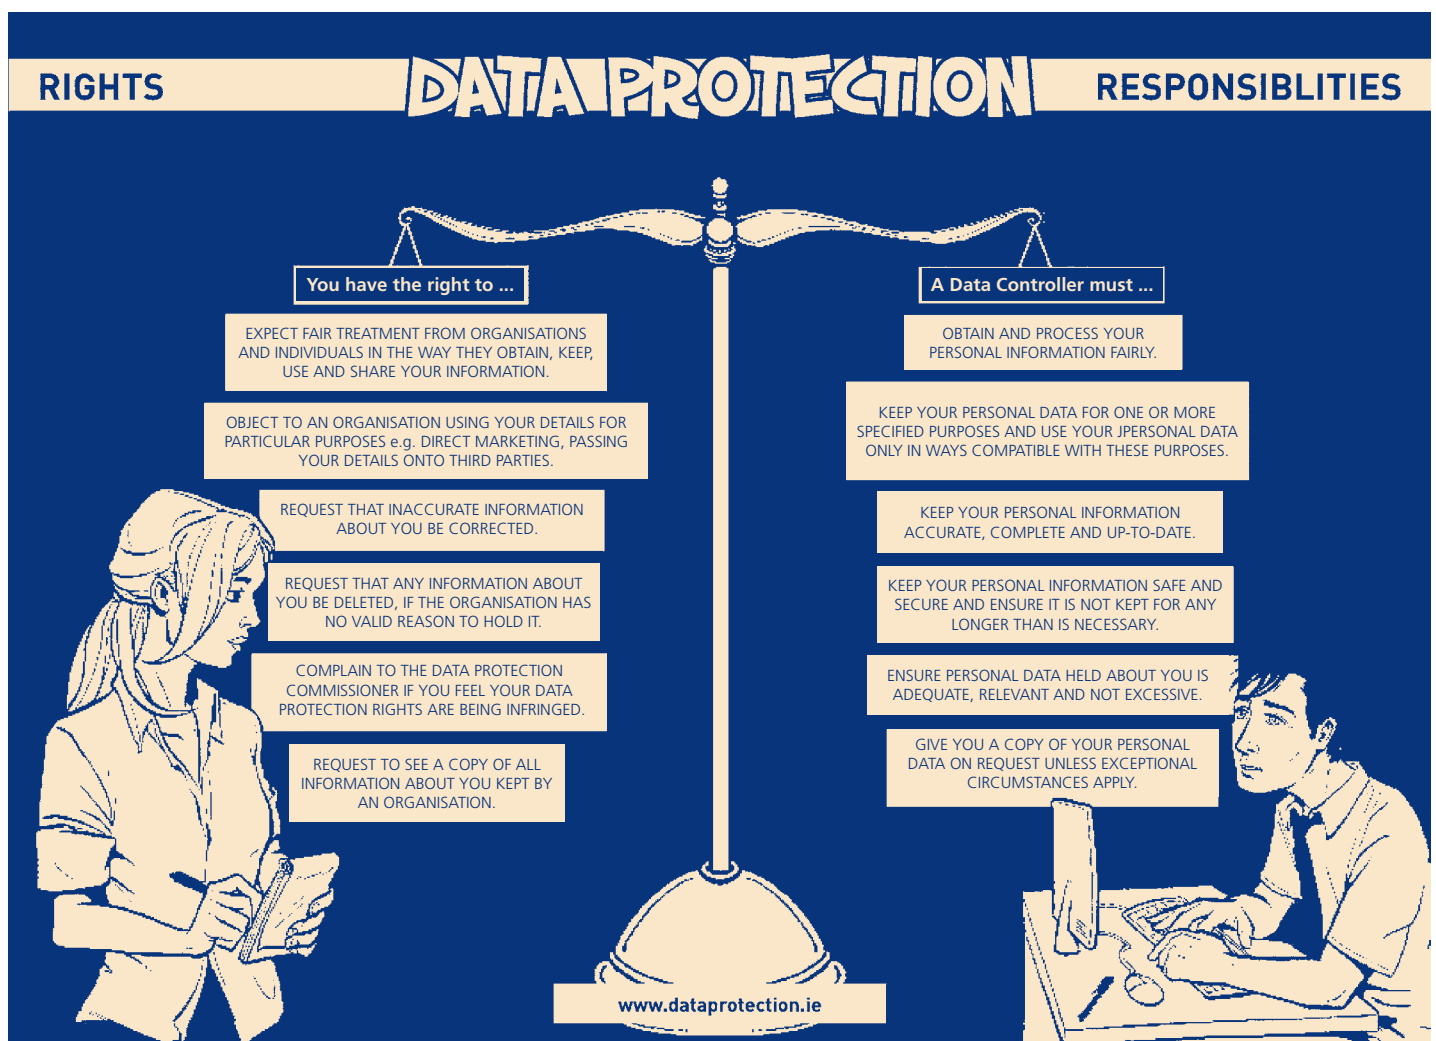 RIGHTS
DATA PROTECTION
RESPONSIBLITIES
You have the right to ...
EXPECT FAIR TREATMENT FROM ORGANISATIONS
AND INDIVIDUALS IN THE WAY THEY OBTAIN, KEEP,
USE AND SHARE YOUR INFORMATION.
OBJECT TO AN ORGANISATION USING YOUR DETAILS FOR
PARTICULAR PURPOSES e.g. DIRECT MARKETING, PASSING
YOUR DETAILS ONTO THIRD PARTIES.
REQUEST THAT INACCURATE INFORMATION
ABOUT YOU BE CORRECTED.
REQUEST THAT ANY INFORMATION ABOUT
YOU BE DELETED, IF THE ORGANISATION HAS
NO VALID REASON TO HOLD IT.
COMPLAIN TO THE DATA PROTECTION
COMMISSIONER IF YOU FEEL YOUR DATA
PROTECTION RIGHTS ARE BEING INFRINGED.
REQUEST TO SEE A COPY OF ALL
INFORMATION ABOUT YOU KEPT BY
AN ORGANISATION.
A Data Controller must ...
OBTAIN AND PROCESS YOUR
PERSONAL INFORMATION FAIRLY.
KEEP YOUR PERSONAL DATA FOR ONE OR MORE
SPECIFIED PURPOSES AND USE YOUR JPERSONAL DATA
ONLY IN WAYS COMPATIBLE WITH THESE PURPOSES.
KEEP YOUR PERSONAL INFORMATION
ACCURATE, COMPLETE AND UP-TO-DATE.
KEEP YOUR PERSONAL INFORMATION SAFE AND
SECURE AND ENSURE IT IS NOT KEPT FOR ANY
LONGER THAN IS NECESSARY.
ENSURE PERSONAL DATA HELD ABOUT YOU IS
ADEQUATE, RELEVANT AND NOT EXCESSIVE.
GIVE YOU A COPY OF YOUR PERSONAL
DATA ON REQUEST UNLESS EXCEPTIONAL
CIRCUMSTANCES APPLY.
www.dataprotection.ie